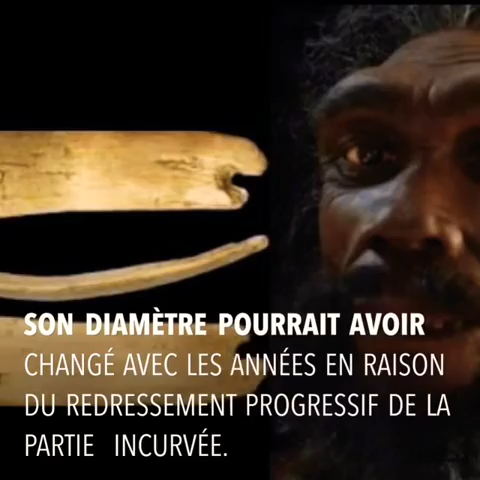 SON DIAMÈTRE POURRAIT AVOIR
CHANGÉ AVEC LES ANNÉES EN RAISON
DU REDRESSEMENT PROGRESSIF DE LA
PARTIE INCURVÉE.